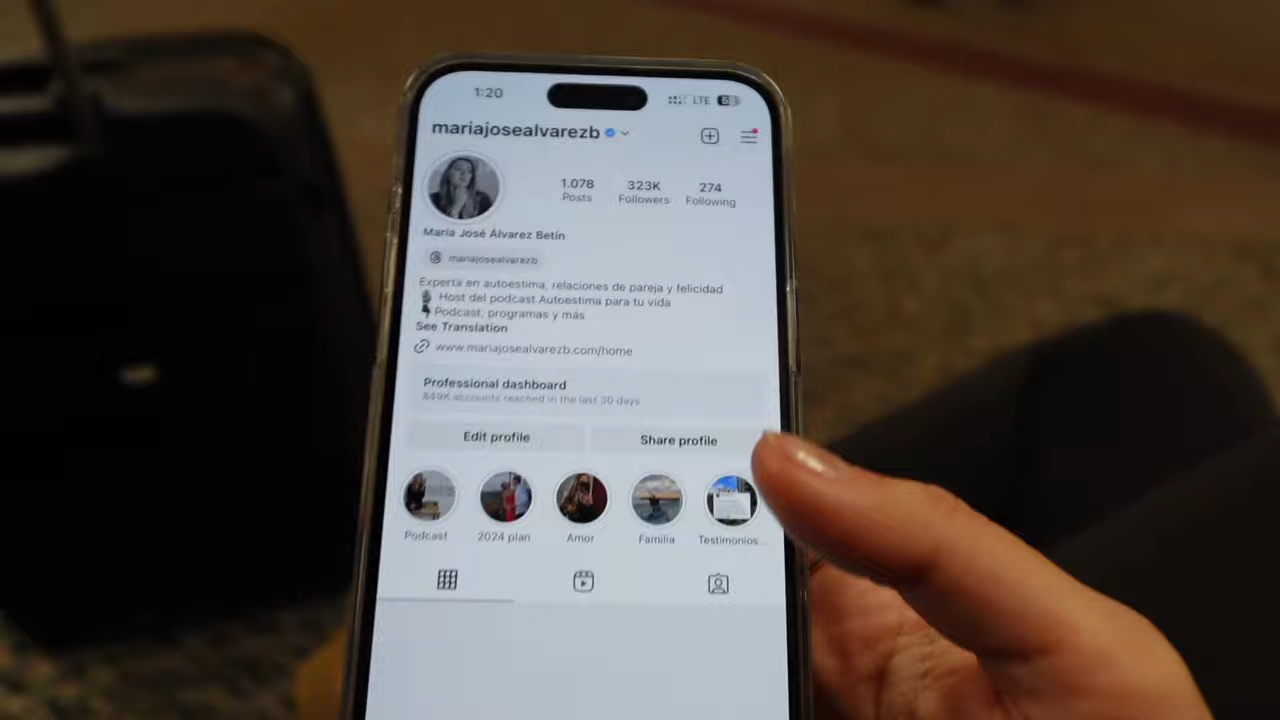 1:20
LTE
mariajosealvarezb
1.078 323K 274
Posts Followers Following
María José Álvarez Betín
mariajosealvarezb
Experta en autoestima, relaciones de pareja y felicidad
Host del podcast Autoestima para tu vida
Podcast, programas y más
See Translation
www.mariajosealvarezb.com/home
Professional dashboard
849K accounts reached in the last 30 days
Edit profile Share profile
Podcast 2024 plan Amor Familia Testimonios...